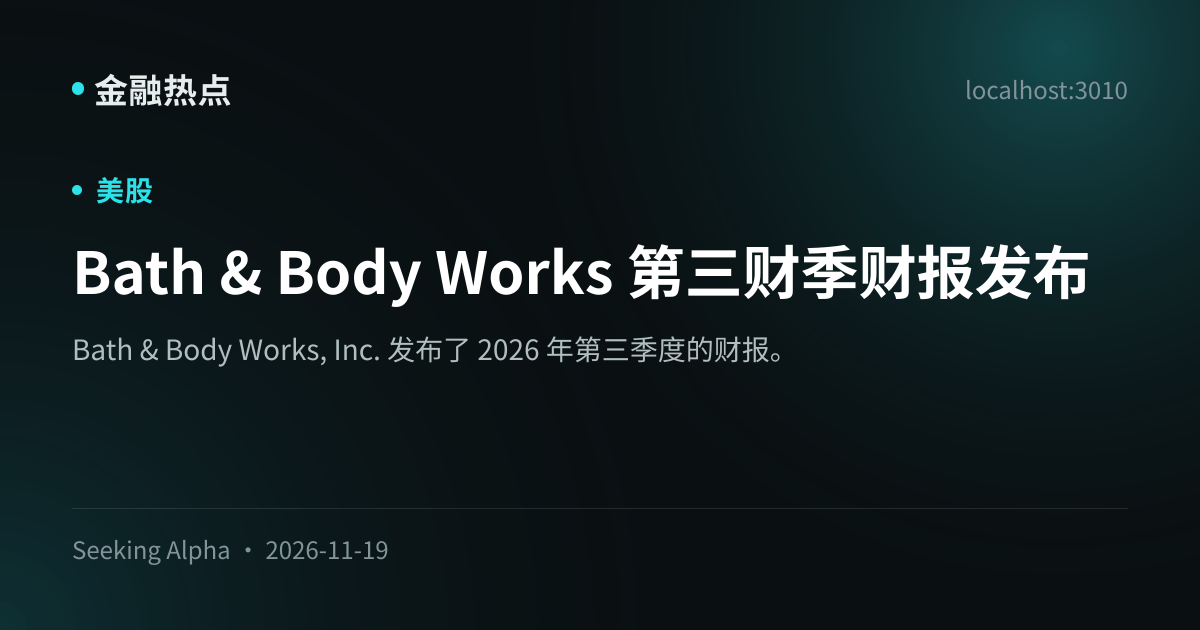 金融热点
localhost:3010
美股
Bath & Body Works 第三财季财报发布
Bath & Body Works, Inc. 发布了 2026 年第三季度的财报。
Seeking Alpha · 2026-11-19